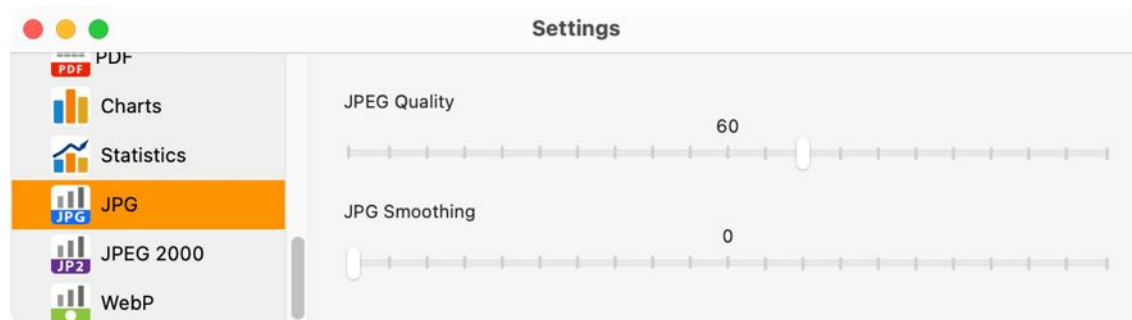 Settings
PDF
PDF
Charts
Statistics
JPG
JPG
JP2
JPEG 2000
WebP
JPEG Quality
60
JPG Smoothing
0